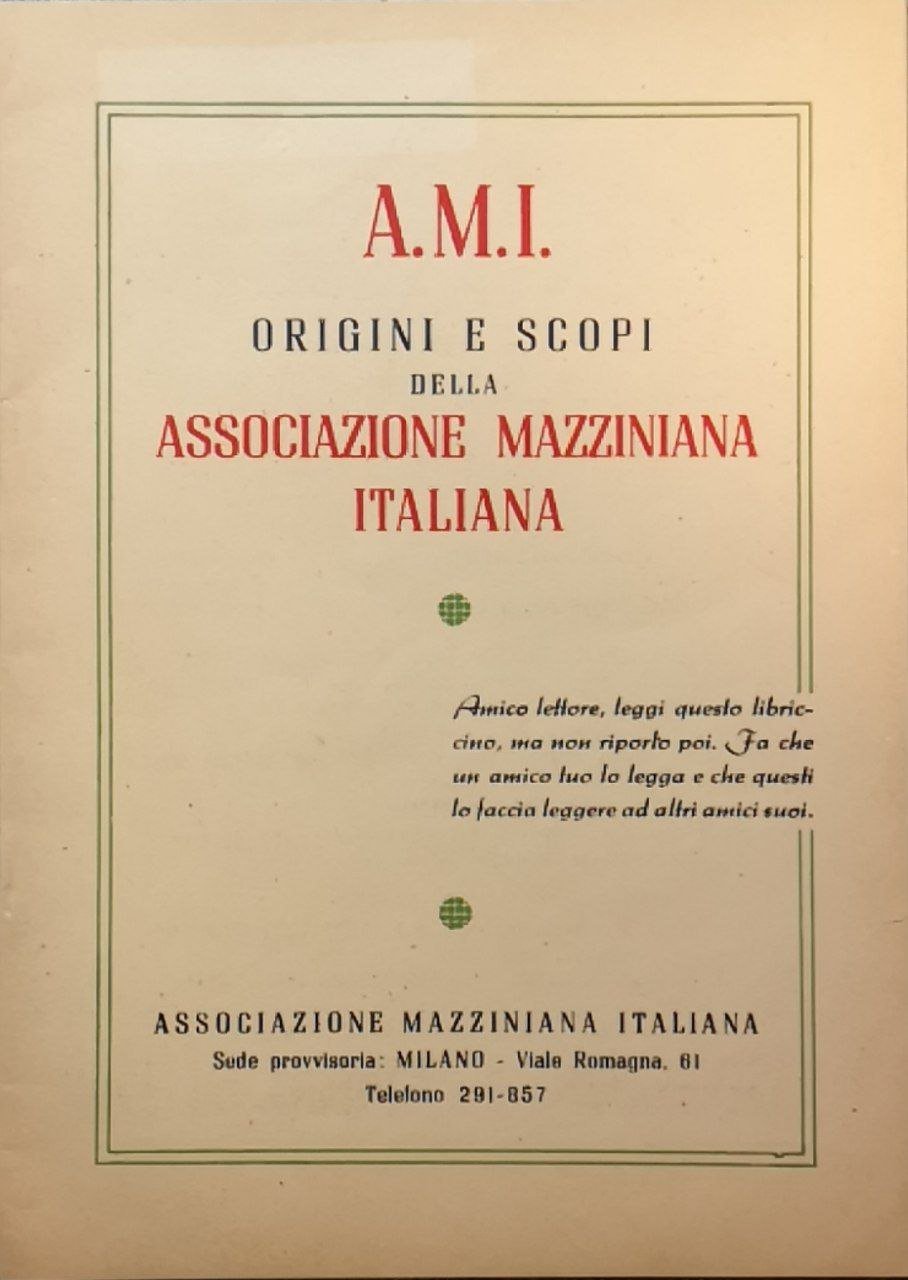 A.M.I.
ORIGINI E SCOPI
DELLA
ASSOCIAZIONE MAZZINIANA
ITALIANA
Amico lettore, leggi questo libric-
cino, ma non riporlo poi. Fa che
un amico tuo lo legga e che questi
lo faccia leggere ad altri amici suoi.
ASSOCIAZIONE MAZZINIANA ITALIANA
Sede provvisoria: MILANO - Viale Romagna, 61
Telefono 291-857